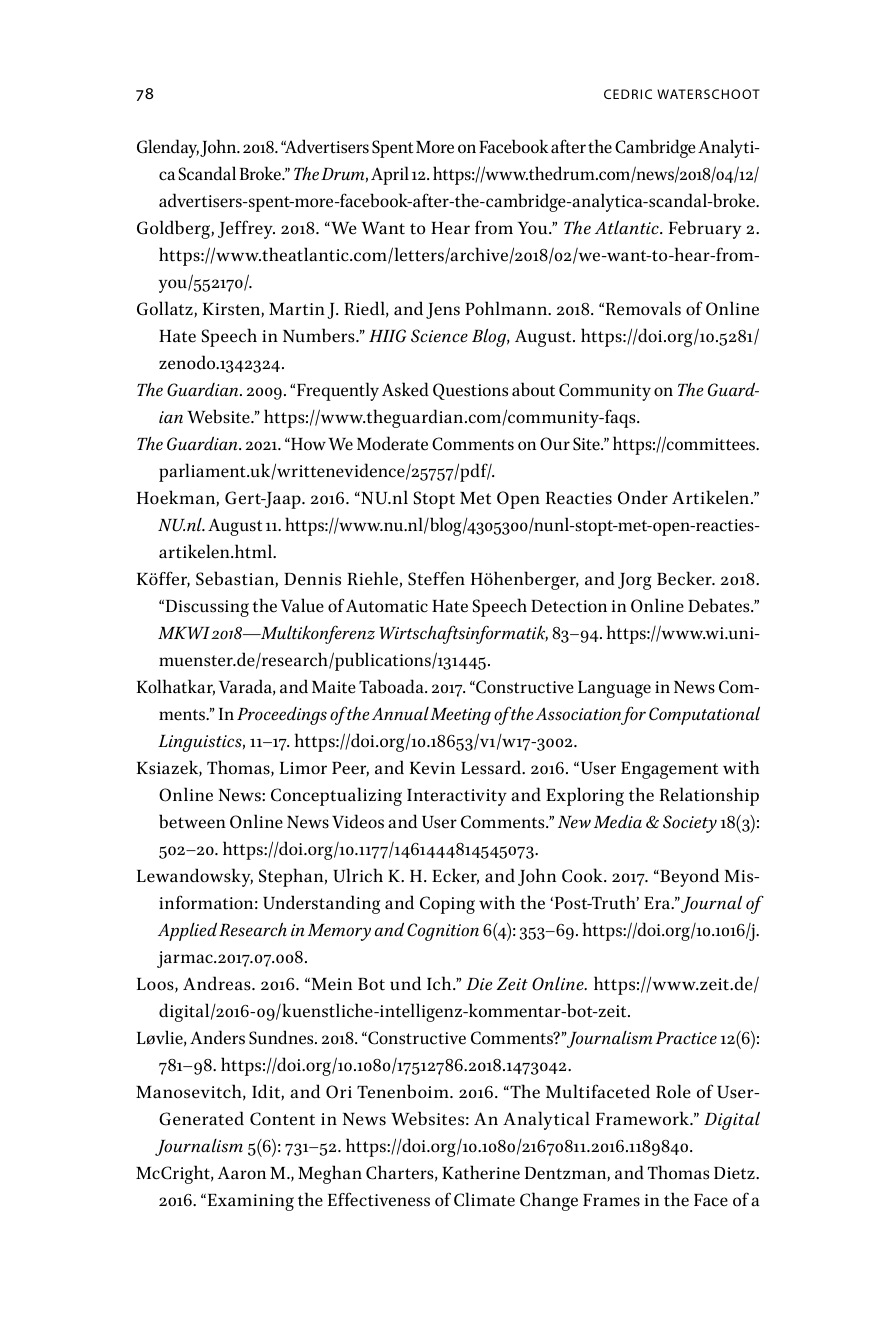 78 CEDRIC WATERSCHOOT
Glenday, John. 2018. “Advertisers Spent More on Facebook after the Cambridge Analyti-
ca Scandal Broke.” The Drum, April 12. https://www.thedrum.com/news/2018/04/12/
advertisers-spent-more-facebook-after-the-cambridge-analytica-scandal-broke.
Goldberg, Jeffrey. 2018. “We Want to Hear from You.” The Atlantic. February 2.
https://www.theatlantic.com/letters/archive/2018/02/we-want-to-hear-from-
you/552170/.
Gollatz, Kirsten, Martin J. Riedl, and Jens Pohlmann. 2018. “Removals of Online
Hate Speech in Numbers.” HIIG Science Blog, August. https://doi.org/10.5281/
zenodo.1342324.
The Guardian. 2009. “Frequently Asked Questions about Community on The Guard-
ian Website.” https://www.theguardian.com/community-faqs.
The Guardian. 2021. “How We Moderate Comments on Our Site.” https://committees.
parliament.uk/writtenevidence/25757/pdf/.
Hoekman, Gert-Jaap. 2016. “NU.nl Stopt Met Open Reacties Onder Artikelen.”
NU.nl. August 11. https://www.nu.nl/blog/4305300/nunl-stopt-met-open-reacties-
artikelen.html.
Köffer, Sebastian, Dennis Riehle, Steffen Höhenberger, and Jorg Becker. 2018.
“Discussing the Value of Automatic Hate Speech Detection in Online Debates.”
MKWI 2018—Multikonferenz Wirtschaftsinformatik, 83–94. https://www.wi.uni-
muenster.de/research/publications/131445.
Kolhatkar, Varada, and Maite Taboada. 2017. “Constructive Language in News Com-
ments.” In Proceedings of the Annual Meeting of the Association for Computational
Linguistics, 11–17. https://doi.org/10.18653/v1/w17-3002.
Ksiazek, Thomas, Limor Peer, and Kevin Lessard. 2016. “User Engagement with
Online News: Conceptualizing Interactivity and Exploring the Relationship
between Online News Videos and User Comments.” New Media & Society 18(3):
502–20. https://doi.org/10.1177/1461444814545073.
Lewandowsky, Stephan, Ulrich K. H. Ecker, and John Cook. 2017. “Beyond Mis-
information: Understanding and Coping with the ‘Post-Truth’ Era.” Journal of
Applied Research in Memory and Cognition 6(4): 353–69. https://doi.org/10.1016/j.
jarmac.2017.07.008.
Loos, Andreas. 2016. “Mein Bot und Ich.” Die Zeit Online. https://www.zeit.de/
digital/2016-09/kuenstliche-intelligenz-kommentar-bot-zeit.
Løvlie, Anders Sundnes. 2018. “Constructive Comments?” Journalism Practice 12(6):
781–98. https://doi.org/10.1080/17512786.2018.1473042.
Manosevitch, Idit, and Ori Tenenboim. 2016. “The Multifaceted Role of User-
Generated Content in News Websites: An Analytical Framework.” Digital
Journalism 5(6): 731–52. https://doi.org/10.1080/21670811.2016.1189840.
McCright, Aaron M., Meghan Charters, Katherine Dentzman, and Thomas Dietz.
2016. “Examining the Effectiveness of Climate Change Frames in the Face of a